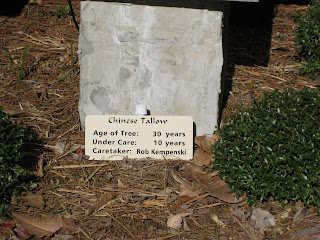 Chinese Tallow
Age of Tree: 30 years
Under Care: 10 years
Caretaker: Rob Kempenski